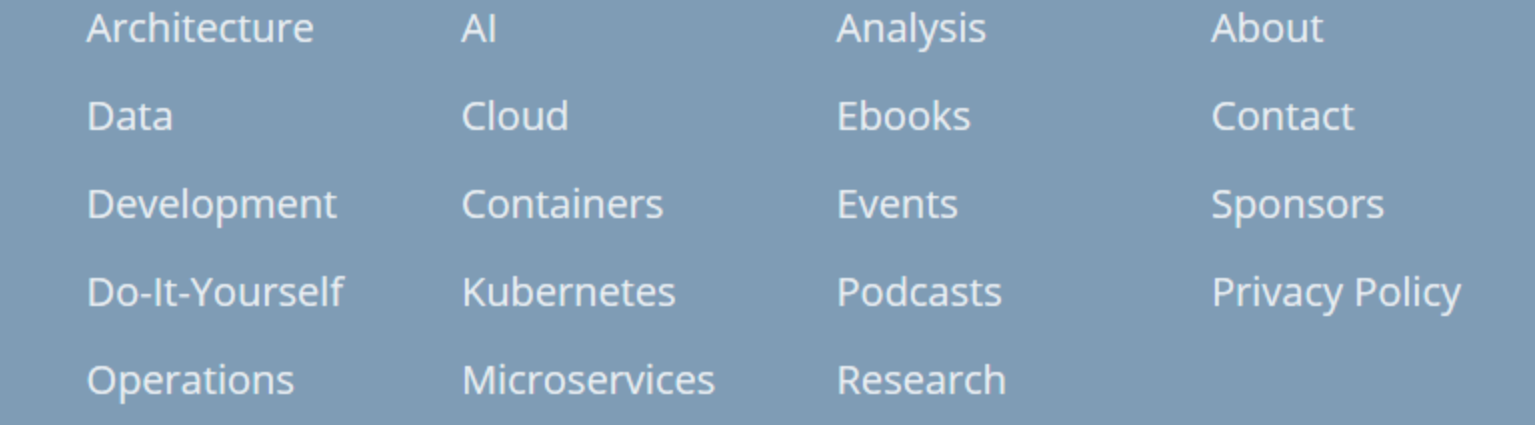 Architecture
Data
Development
Do-It-Yourself
Operations
AI
Cloud
Containers
Kubernetes
Microservices
Analysis
Ebooks
Events
Podcasts
Research
About
Contact
Sponsors
Privacy Policy